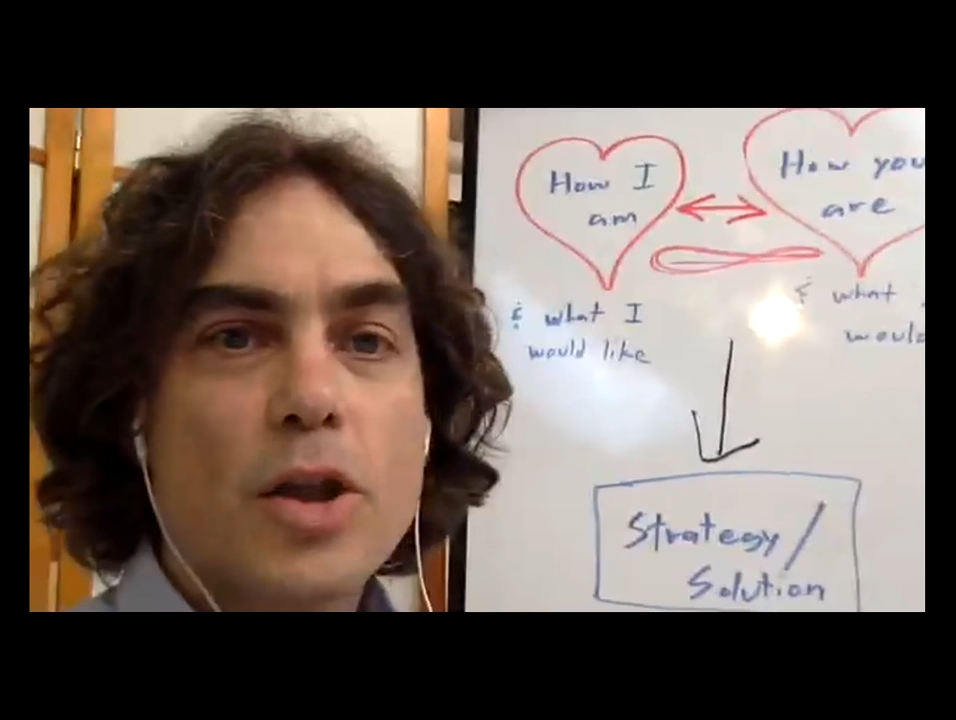 How I
am
How you
are
& what I
would like
& what
would
Strategy/
Solution